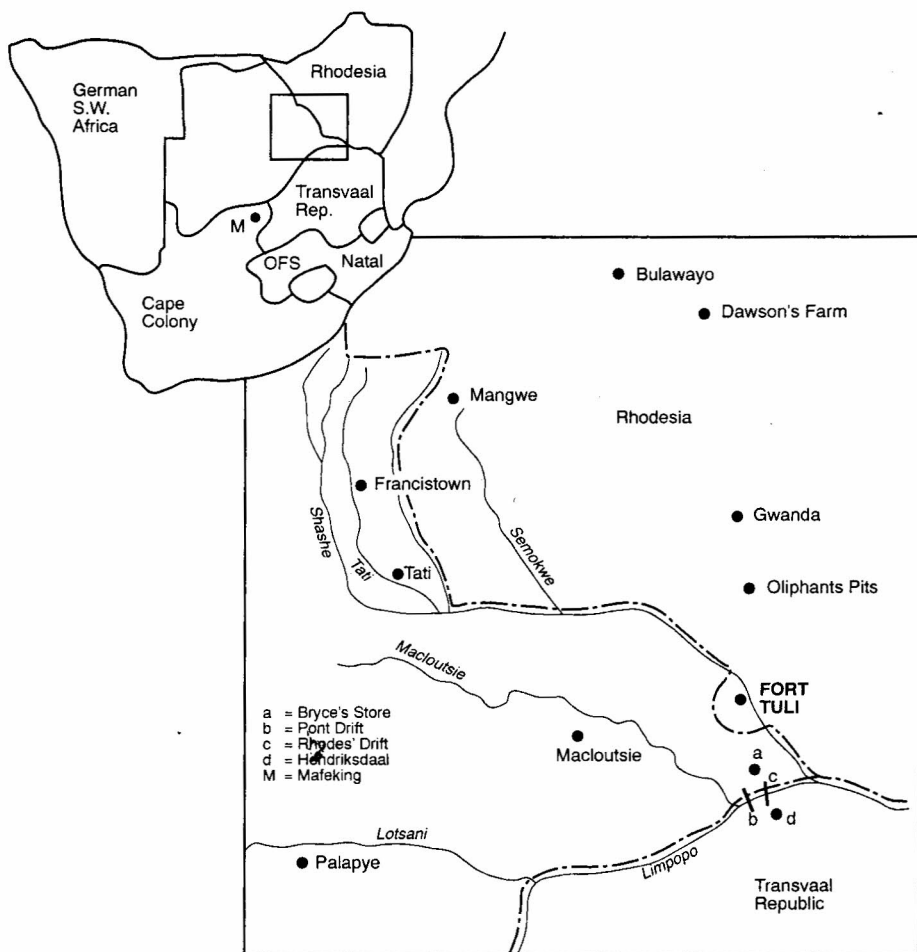 Rhodesia
German
S.W.
Africa
Transvaal
Rep.
M
OFS
Natal
Cape
Colony
Bulawayo
Dawson's Farm
Mangwe
Rhodesia
Francistown
Gwanda
Shashe
Semokwe
Tati
Tati
Oliphants Pits
Macloutsie
FORT
TULI
a = Bryce's Store
b = Pont Drift
c = Rhodes' Drift
d = Hendriksdaal
M = Mafeking
Macloutsie
a
c
b
d
Lotsani
Limpopo
Palapye
Transvaal
Republic